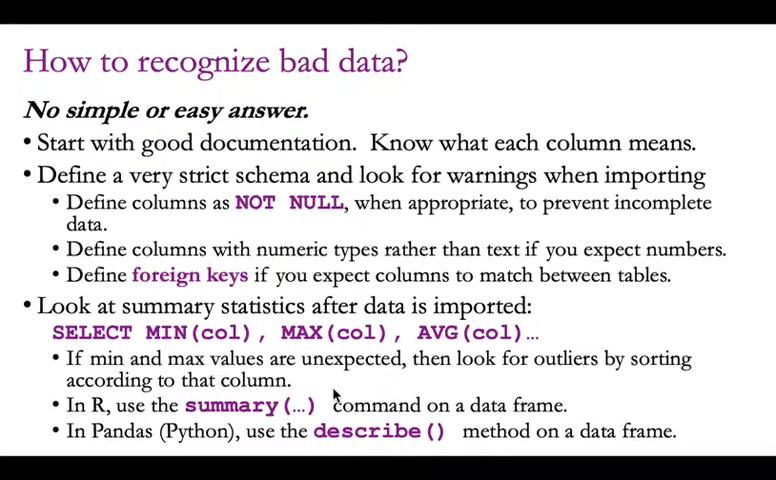 How to recognize bad data?
No simple or easy answer.
• Start with good documentation. Know what each column means.
• Define a very strict schema and look for warnings when importing
• Define columns as NOT NULL, when appropriate, to prevent incomplete
data.
• Define columns with numeric types rather than text if you expect numbers.
• Define foreign keys if you expect columns to match between tables.
• Look at summary statistics after data is imported:
SELECT MIN(col), MAX(col), AVG(col)…
• If min and max values are unexpected, then look for outliers by sorting
according to that column.
• In R, use the summary(…) command on a data frame.
• In Pandas (Python), use the describe() method on a data frame.